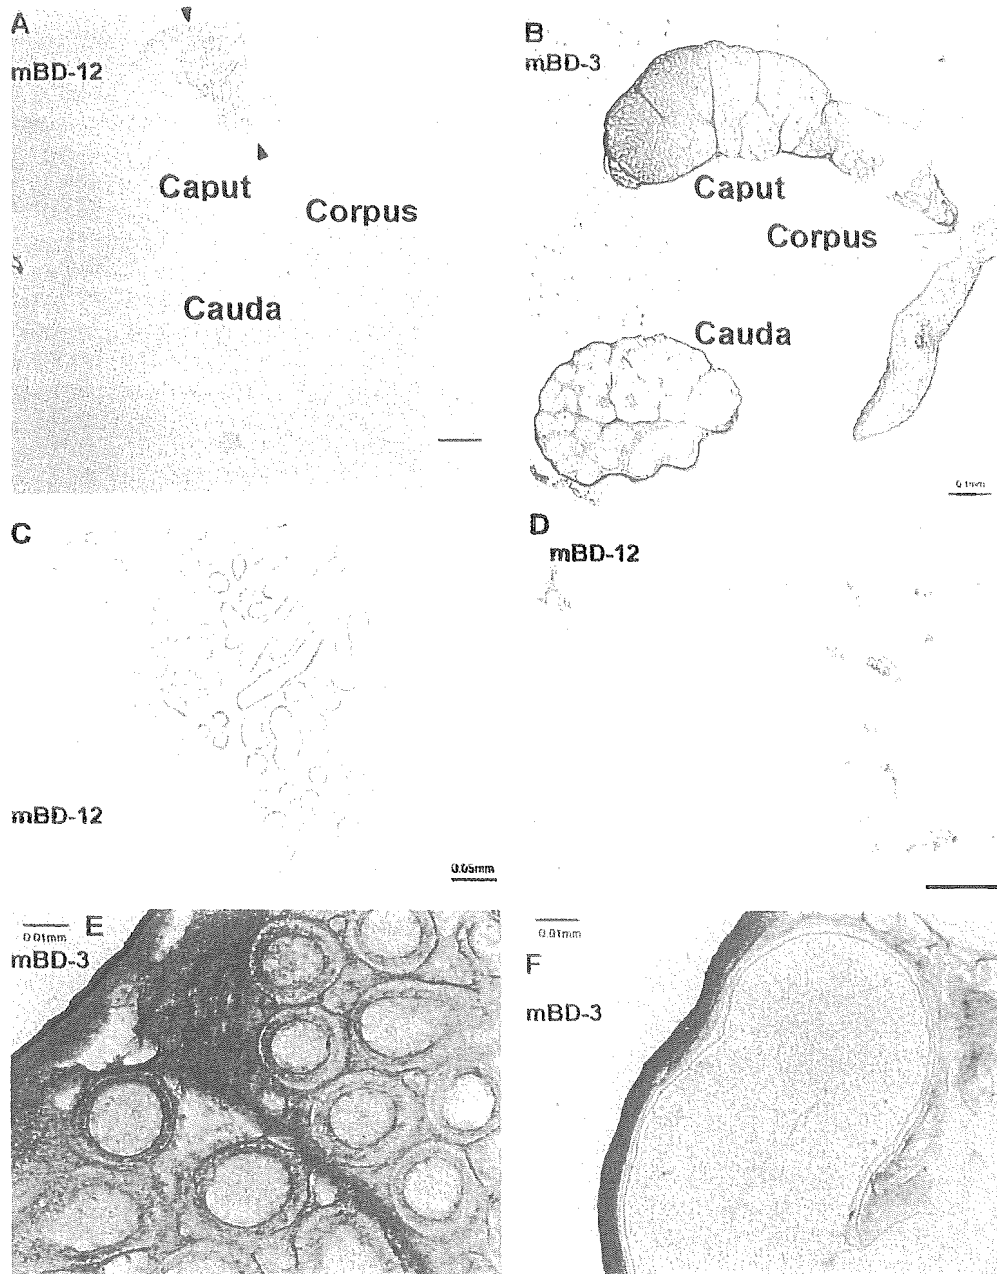 A
mBD-12
Caput
Corpus
Cauda
B
mBD-3
Caput
Corpus
Cauda
0.1mm
C
mBD-12
0.05mm
D
mBD-12
0.01mm
E
mBD-3
0.01mm
F
mBD-3